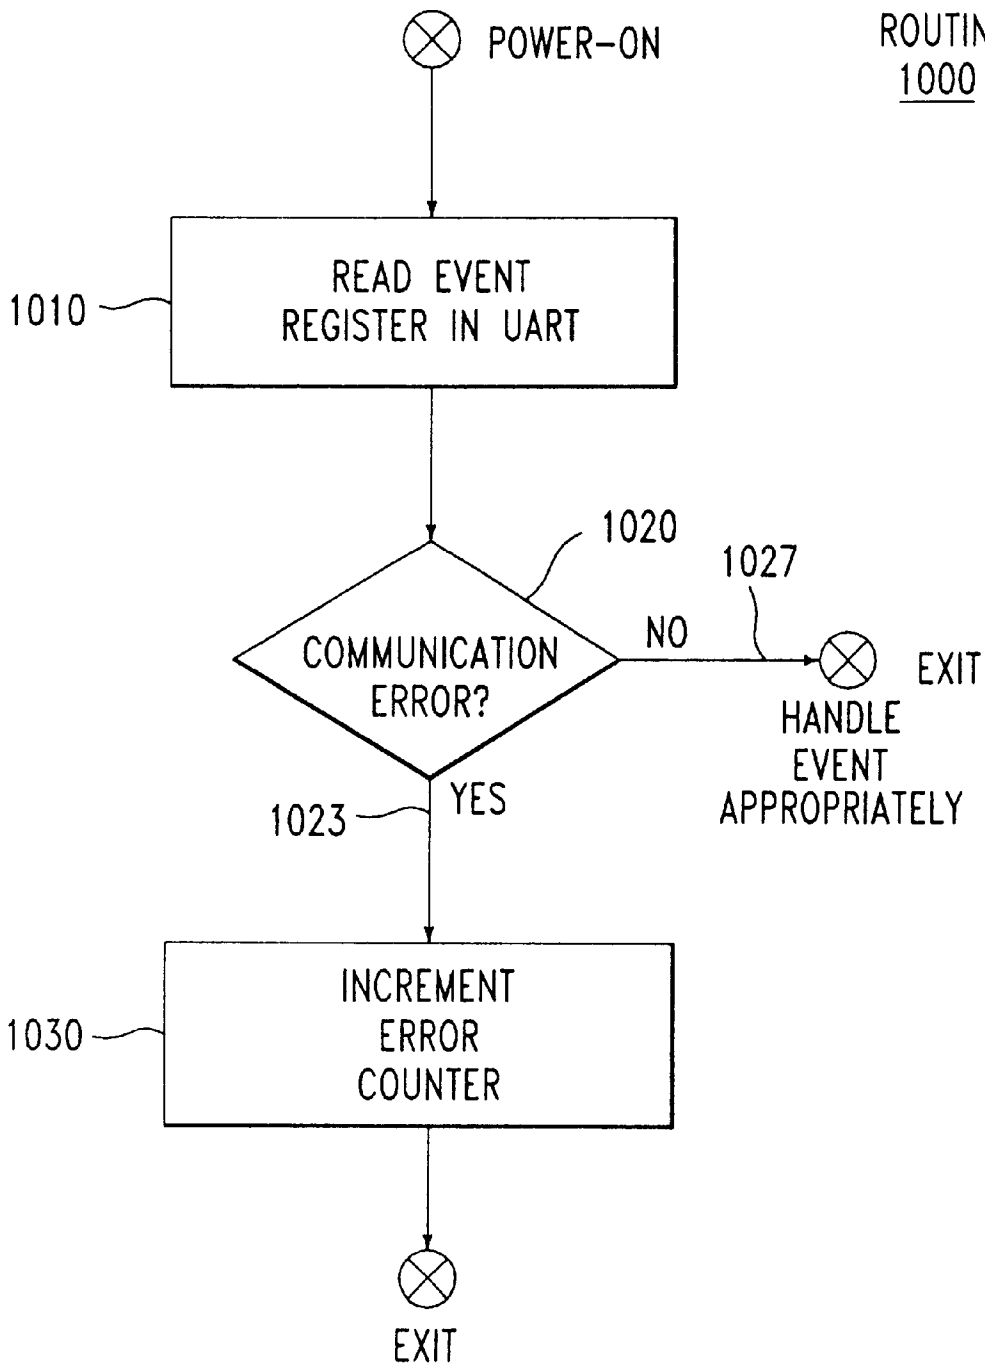 POWER-ON
ROUTIN
1000
READ EVENT
REGISTER IN UART
1010
1020
1027
COMMUNICATION
ERROR?
NO
EXIT
HANDLE
EVENT
APPROPRIATELY
YES
1023
INCREMENT
ERROR
COUNTER
1030
EXIT